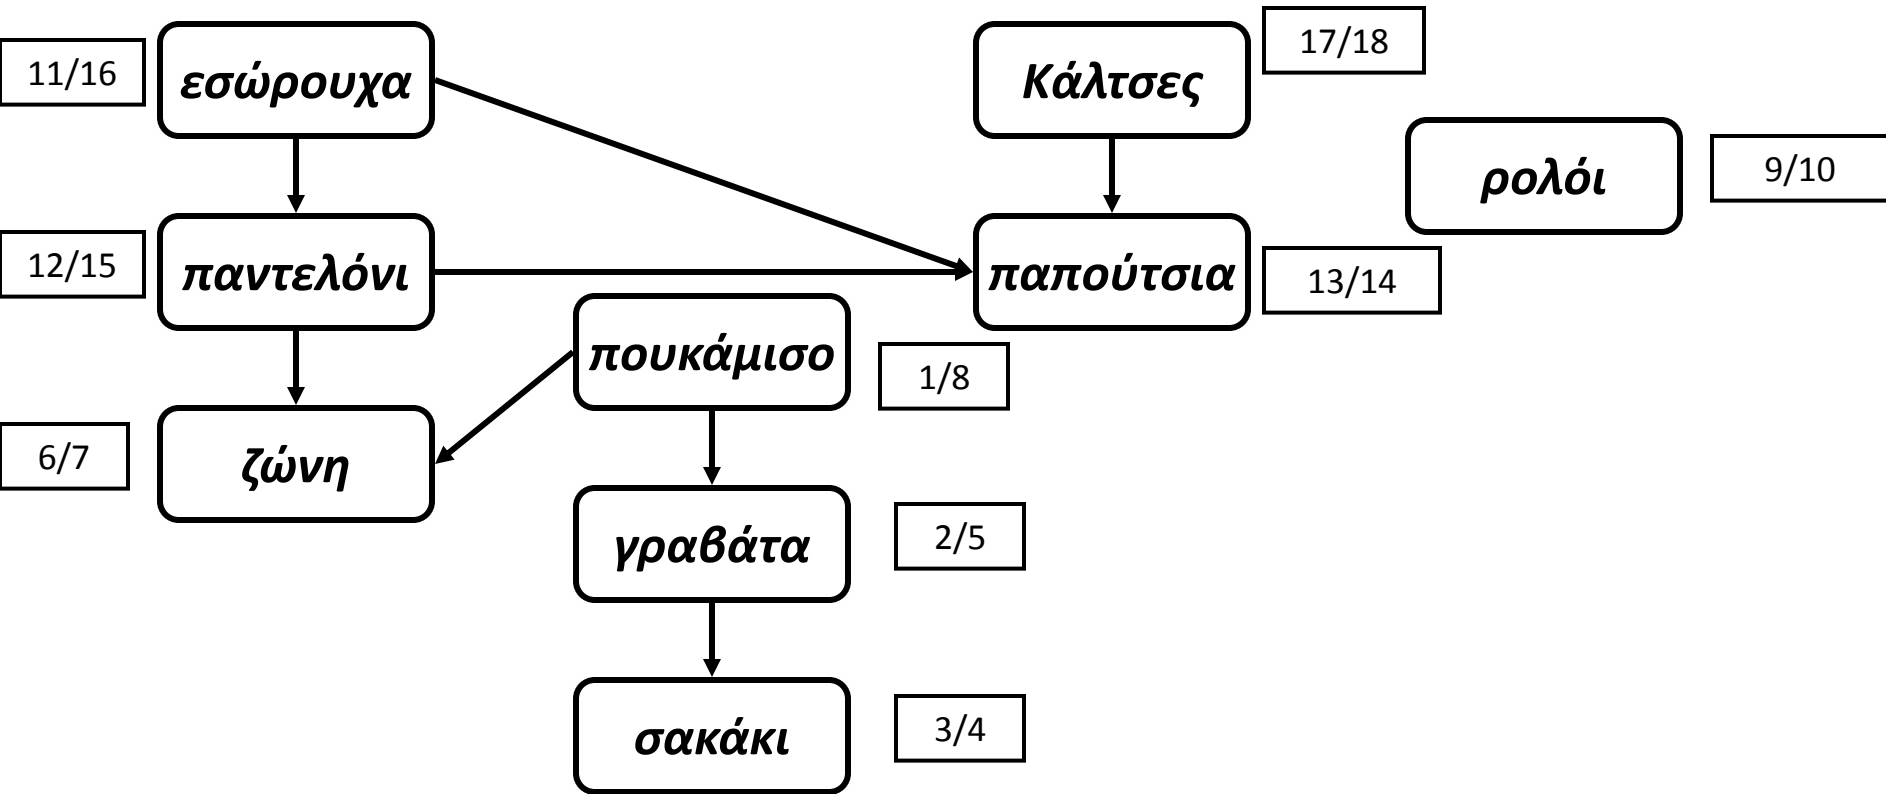 11/16
εσώρουχα
Κάλτσες
17/18
ρολόι
9/10
12/15
παντελόνι
παπούτσια
13/14
πουκάμισο
1/8
6/7
ζώνη
γραβάτα
2/5
σακάκι
3/4